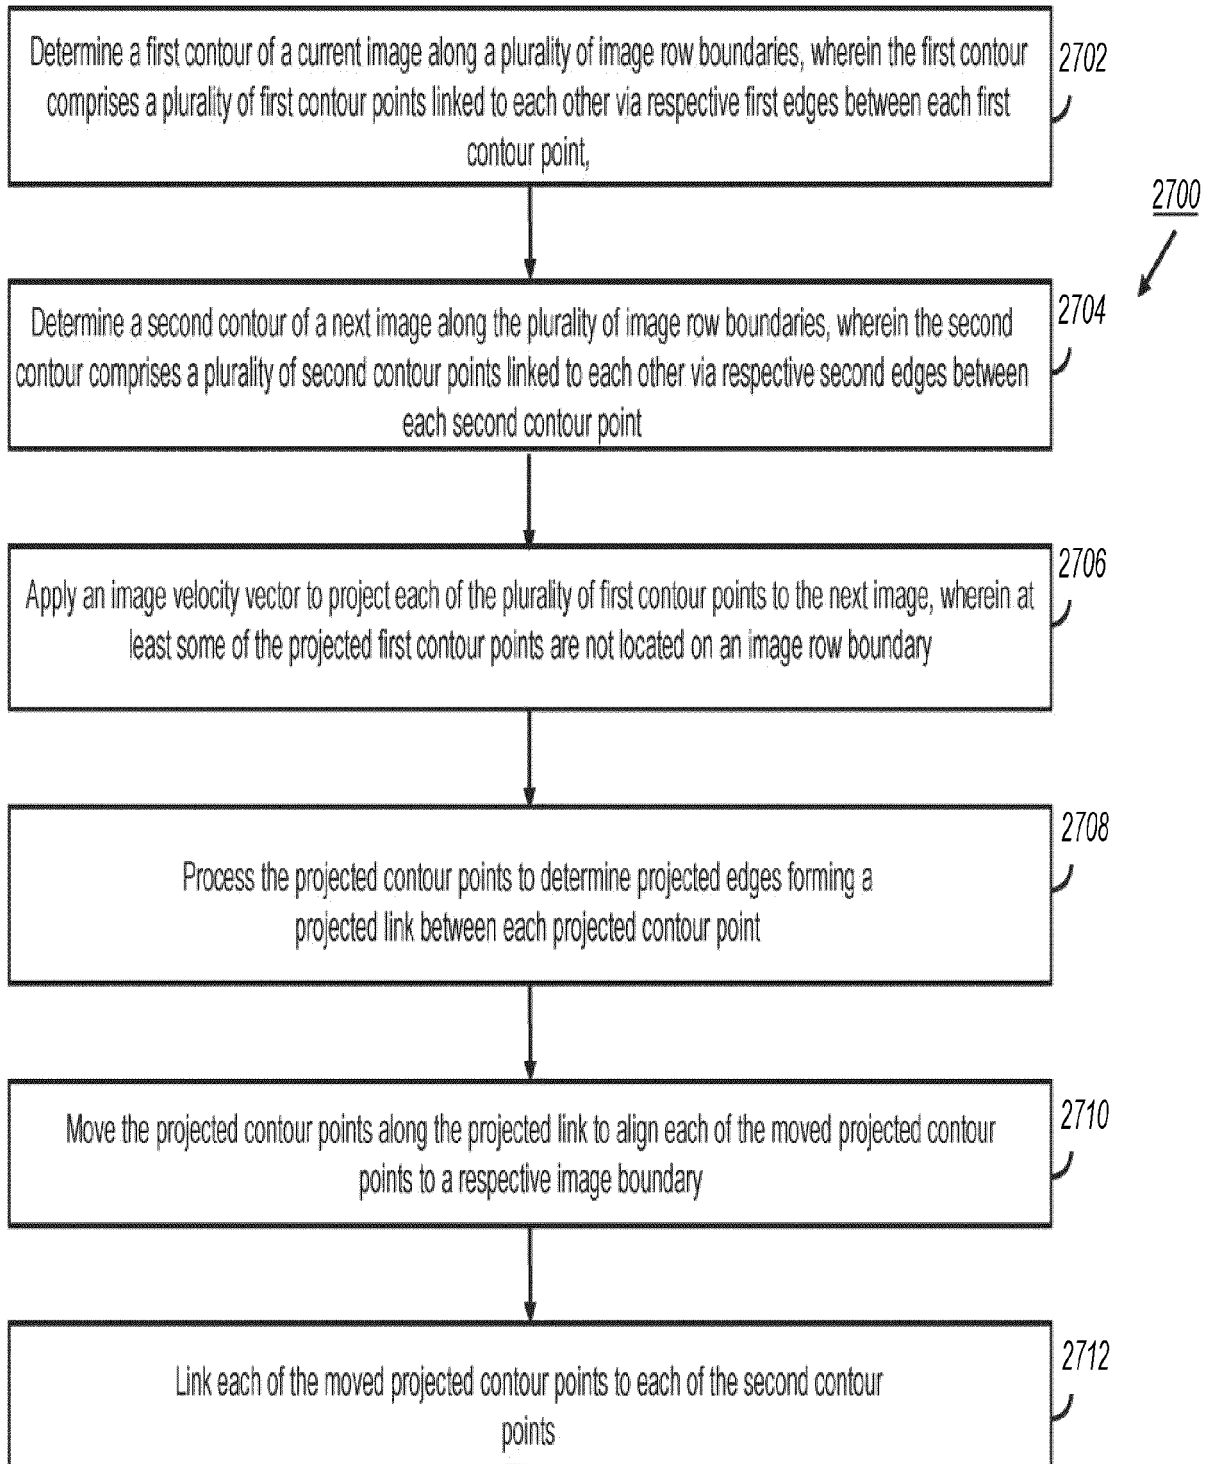 Determine a first contour of a current image along a plurality of image row boundaries, wherein the first contour
comprises a plurality of first contour points linked to each other via respective first edges between each first
contour point,
2702
2700
Determine a second contour of a next image along the plurality of image row boundaries, wherein the second
contour comprises a plurality of second contour points linked to each other via respective second edges between
each second contour point
2704
Apply an image velocity vector to project each of the plurality of first contour points to the next image, wherein at
least some of the projected first contour points are not located on an image row boundary
2706
Process the projected contour points to determine projected edges forming a
projected link between each projected contour point
2708
Move the projected contour points along the projected link to align each of the moved projected contour
points to a respective image boundary
2710
Link each of the moved projected contour points to each of the second contour
points
2712